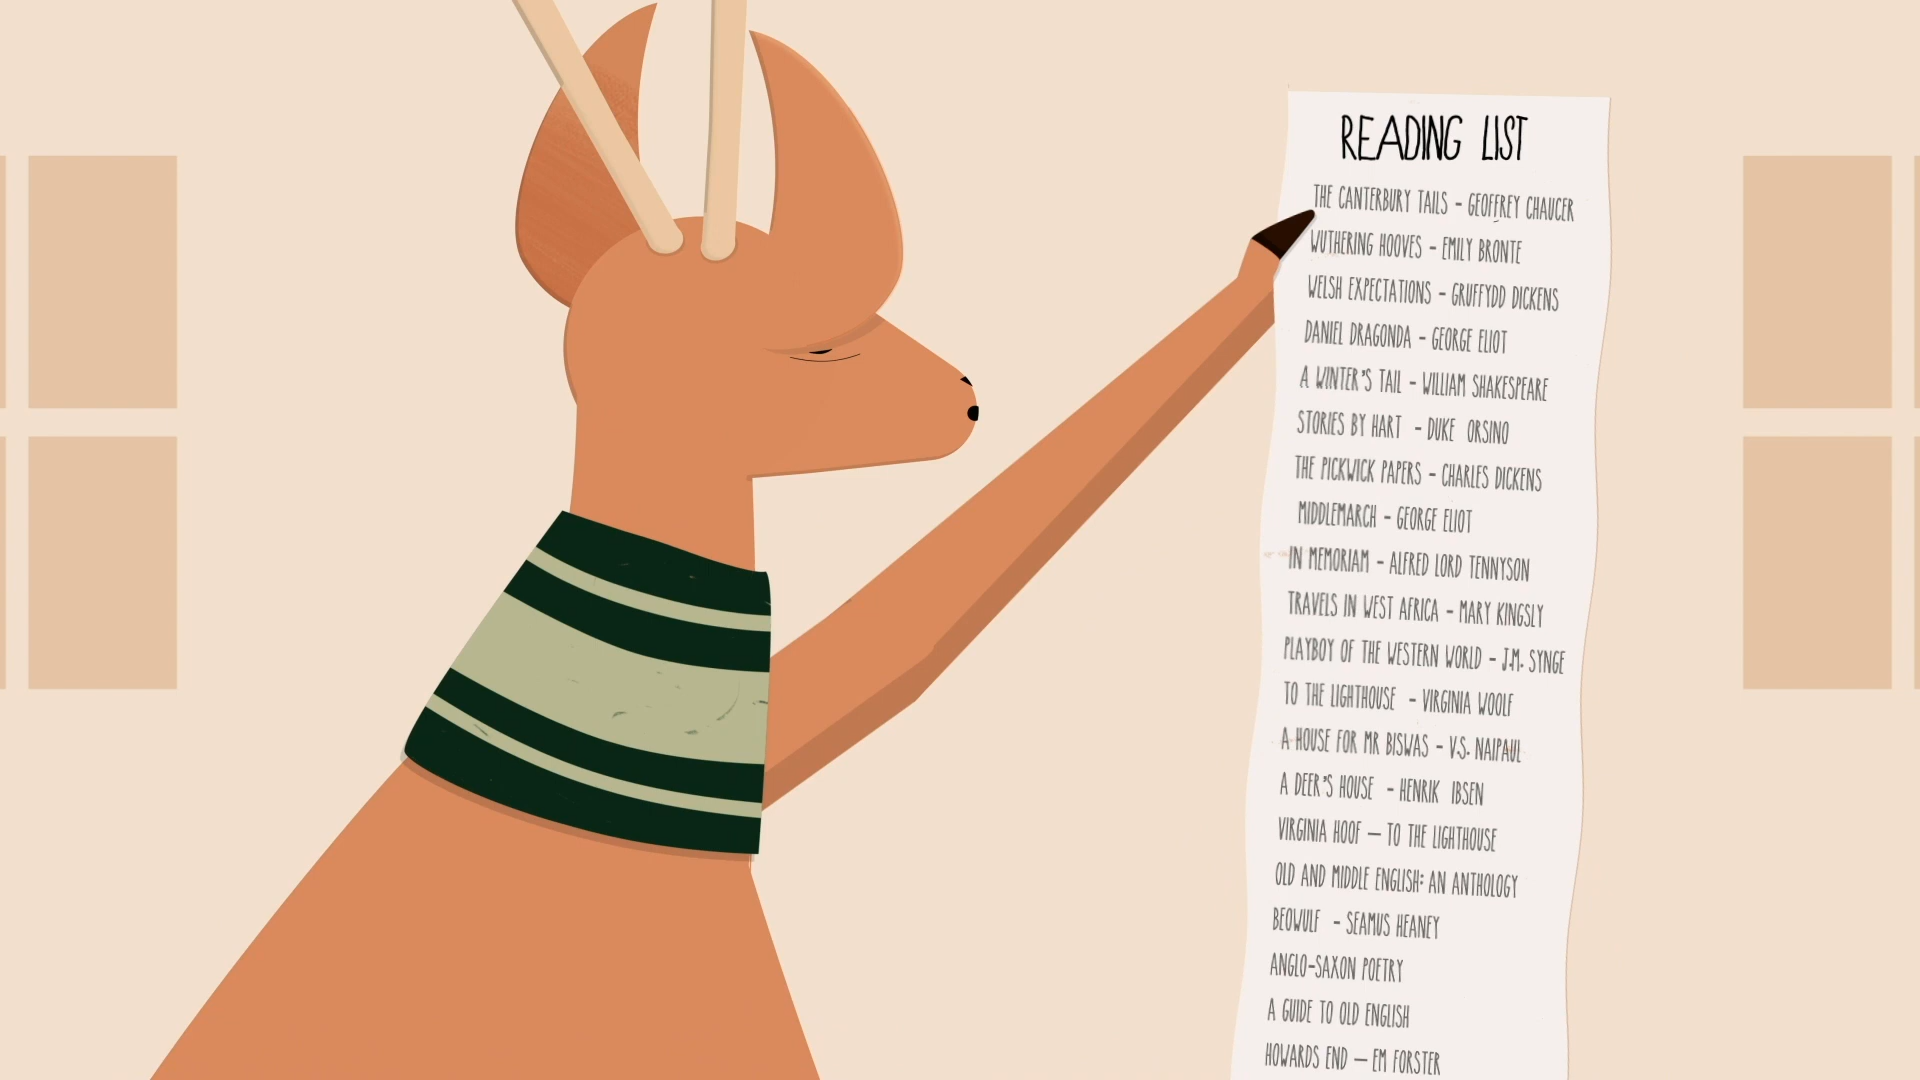 READING LIST
THE CANTERBURY TAILS - GEOFFREY CHAUCER
WUTHERING HOOVES - EMILY BRONTE
WELSH EXPECTATIONS - GRUFFYDD DICKENS
DANIEL DRAGONDA - GEORGE ELIOT
A WINTER'S TAIL - WILLIAM SHAKESPEARE
STORIES BY HART - DUKE ORSINO
THE PICKWICK PAPERS - CHARLES DICKENS
MIDDLEMARCH - GEORGE ELIOT
IN MEMORIAM - ALFRED LORD TENNYSON
TRAVELS IN WEST AFRICA - MARY KINGSLY
PLAYBOY OF THE WESTERN WORLD - J.M. SYNGE
TO THE LIGHTHOUSE - VIRGINIA WOOLF
A HOUSE FOR MR BISWAS - V.S. NAIPAUL
A DEER'S HOUSE - HENRIK IBSEN
VIRGINIA HOOF — TO THE LIGHTHOUSE
OLD AND MIDDLE ENGLISH: AN ANTHOLOGY
BEOWULF - SEAMUS HEANEY
ANGLO-SAXON POETRY
A GUIDE TO OLD ENGLISH
HOWARDS END — EM FORSTER